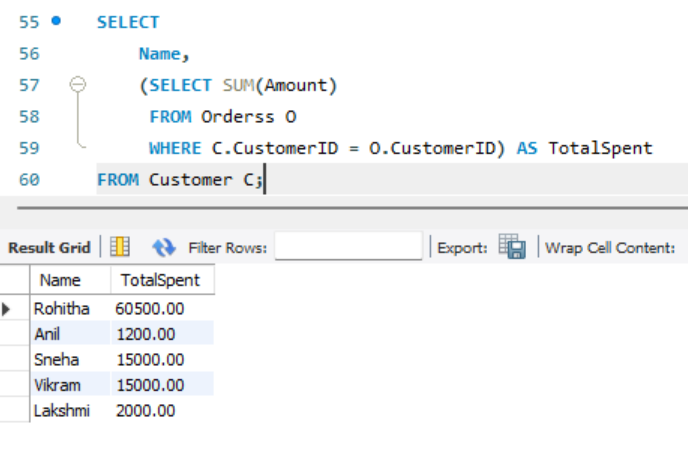 55 SELECT
56 Name,
57 (SELECT SUM(Amount)
58 FROM Orderss O
59 WHERE C.CustomerID = O.CustomerID) AS TotalSpent
60 FROM Customer C;
Result Grid Filter Rows: Export: Wrap Cell Content:
Name TotalSpent
Rohitha 60500.00
Anil 1200.00
Sneha 15000.00
Vikram 15000.00
Lakshmi 2000.00